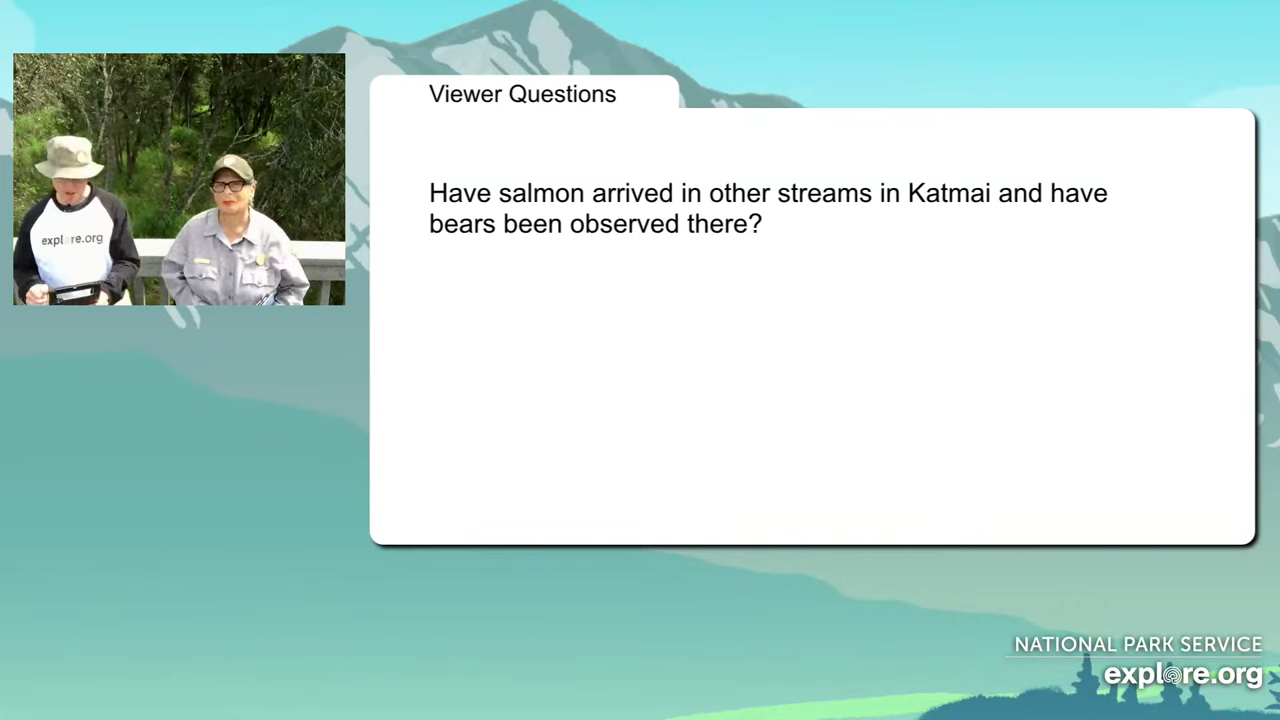 Viewer Questions
Have salmon arrived in other streams in Katmai and have
bears been observed there?
explore.org
NATIONAL PARK SERVICE
explore.org